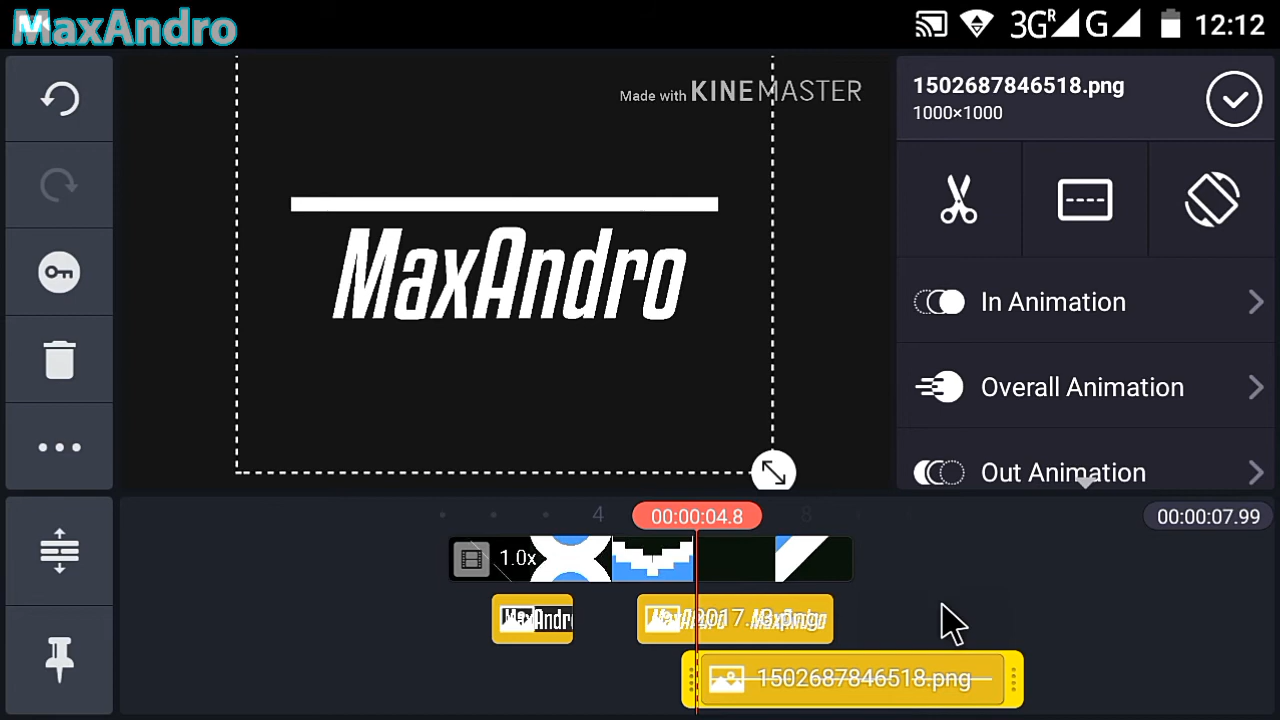 MaxAndro
3G R G 12:12
Made with KINEMASTER
1502687846518.png
1000×1000
MaxAndro
In Animation
Overall Animation
Out Animation
4
00:00:04.8
8
00:00:07.99
1.0x
MaxAndro
1502687846518.png